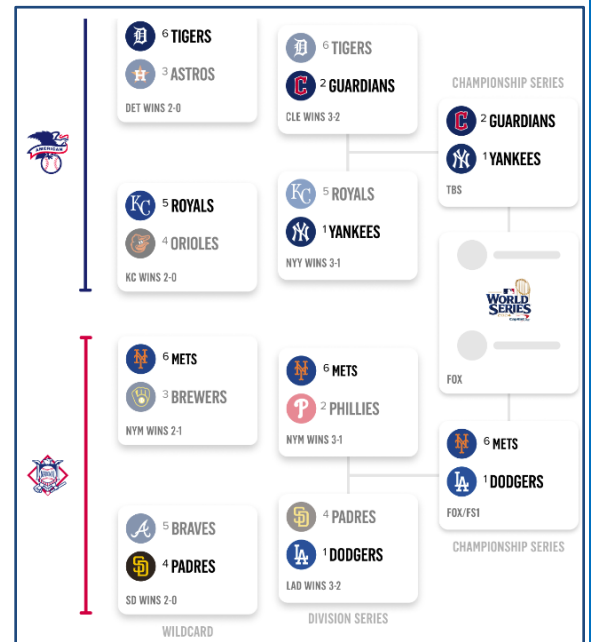 6 TIGERS
3 ASTROS
DET WINS 2-0
6 TIGERS
2 GUARDIANS
CLE WINS 3-2
CHAMPIONSHIP SERIES
2 GUARDIANS
1 YANKEES
TBS
AMERICAN
5 ROYALS
4 ORIOLES
KC WINS 2-0
5 ROYALS
1 YANKEES
NYY WINS 3-1
WORLD
SERIES
FOX
6 METS
3 BREWERS
NYM WINS 2-1
6 METS
2 PHILLIES
NYM WINS 3-1
6 METS
1 DODGERS
FOX/FS1
CHAMPIONSHIP SERIES
5 BRAVES
4 PADRES
SD WINS 2-0
4 PADRES
1 DODGERS
LAD WINS 3-2
WILDCARD
DIVISION SERIES